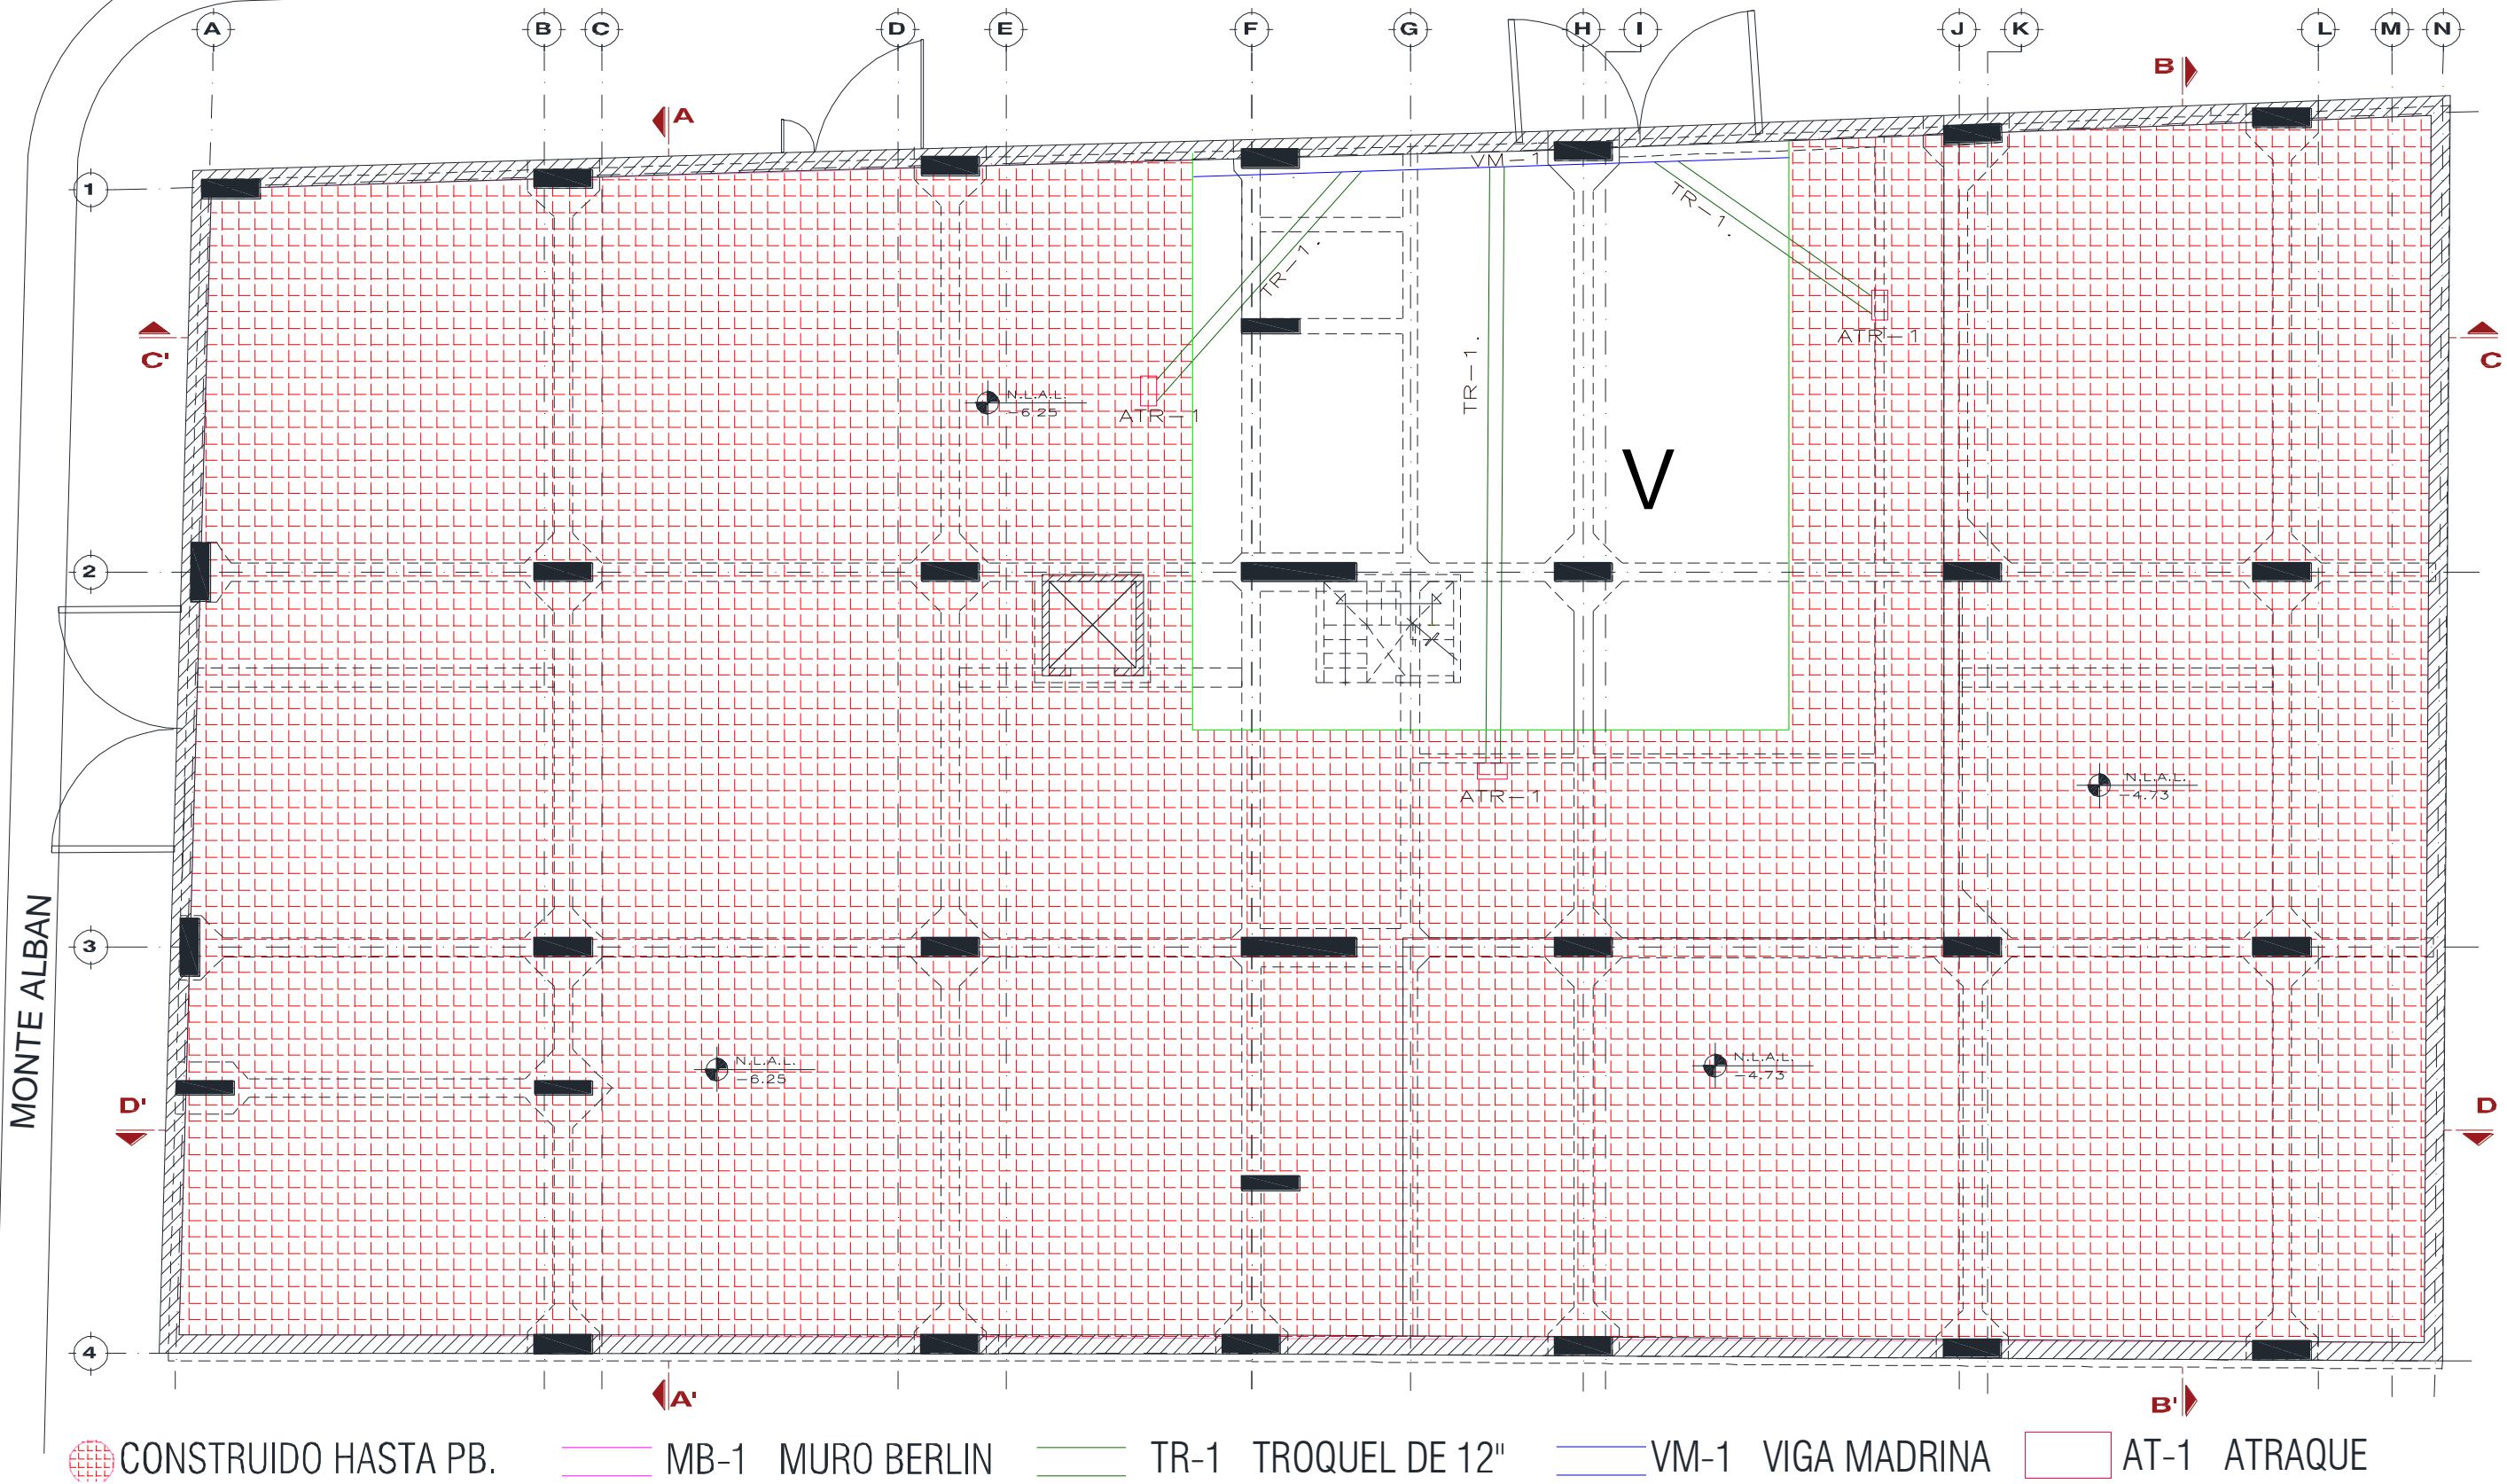 A B C D E F G H I J K L M N
B
A
1
VM-1
TR-1.
TR-1.
C'
ATR-1
TR-1.
C
N.L.A.L.
-6.25
ATR-1
V
2
N.L.A.L.
-4.73
ATR-1
MONTE ALBAN
3
N.L.A.L.
-6.25
N.L.A.L.
-4.73
D'
D
4
A'
B'
CONSTRUIDO HASTA PB.
MB-1 MURO BERLIN
TR-1 TROQUEL DE 12"
VM-1 VIGA MADRINA
AT-1 ATRAQUE